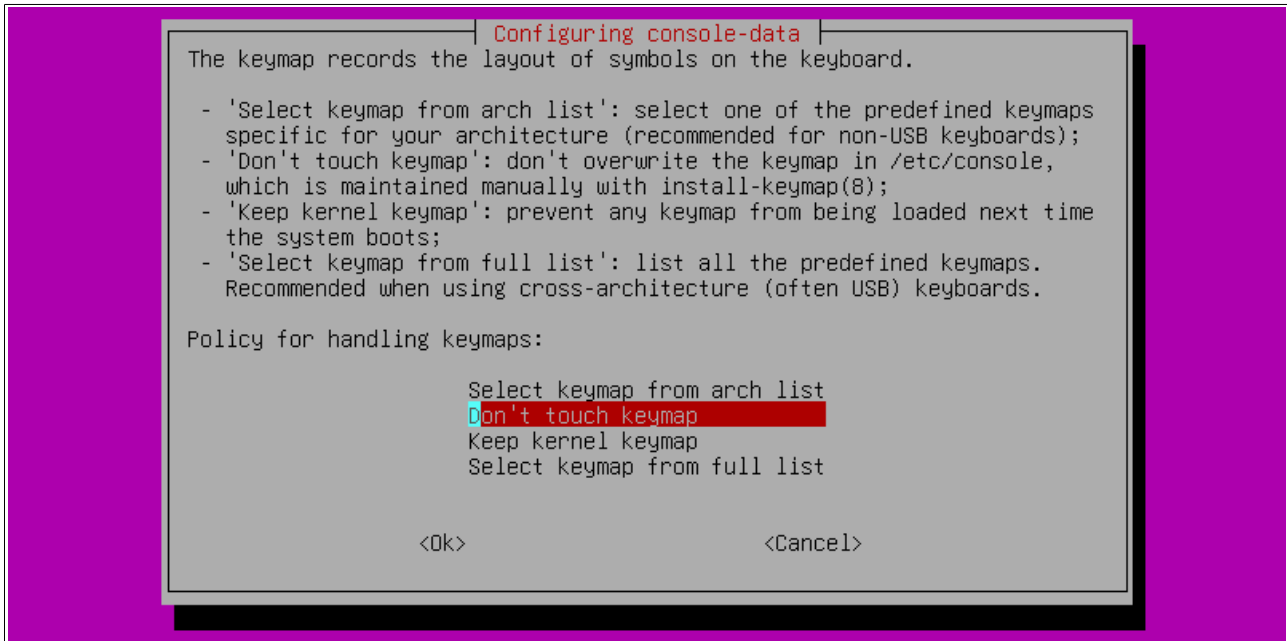 Configuring console-data
The keymap records the layout of symbols on the keyboard.
- 'Select keymap from arch list': select one of the predefined keymaps
specific for your architecture (recommended for non-USB keyboards);
- 'Don't touch keymap': don't overwrite the keymap in /etc/console,
which is maintained manually with install-keymap(8);
- 'Keep kernel keymap': prevent any keymap from being loaded next time
the system boots;
- 'Select keymap from full list': list all the predefined keymaps.
Recommended when using cross-architecture (often USB) keyboards.
Policy for handling keymaps:
Select keymap from arch list
Don't touch keymap
Keep kernel keymap
Select keymap from full list
<Ok> <Cancel>